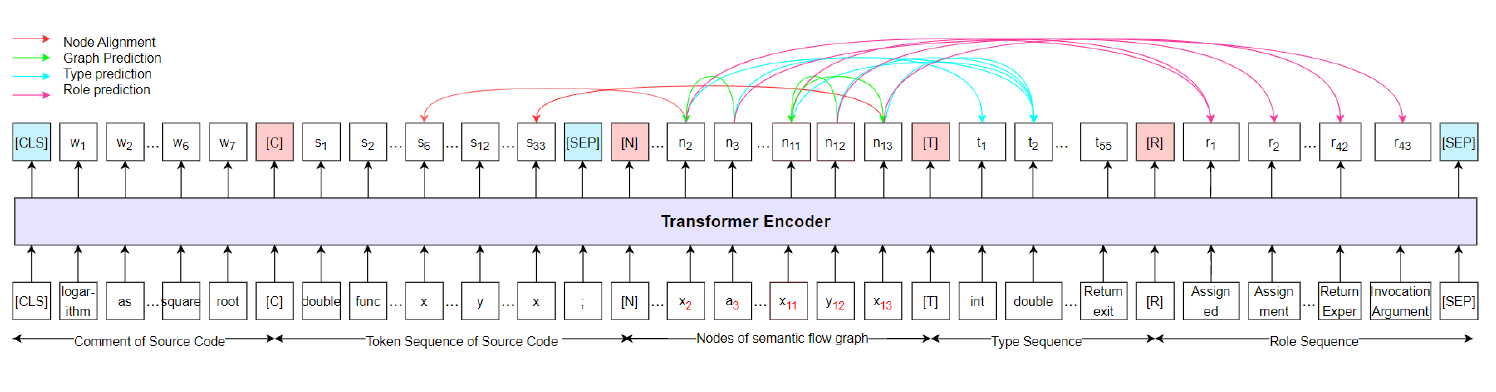 Node Alignment
Graph Prediction
Type prediction
Role prediction
[CLS] w1 w2 ... w6 w7 [C] s1 s2 ... s6 s12 ... s33 [SEP] [N] ... n2 n3 ... n11 n12 n13 [T] t1 t2 ... t55 [R] r1 r2 ... r42 r43 [SEP]
Transformer Encoder
[CLS] logar-ithm as ... square root [C] double func ... x ... y ... x ; [N] ... x2 a3 ... x11 y12 x13 [T] int double ... Return exit [R] Assign ed Assign ment ... Return Exper Invocation Argument [SEP]
Comment of Source Code Token Sequence of Source Code Nodes of semantic flow graph Type Sequence Role Sequence